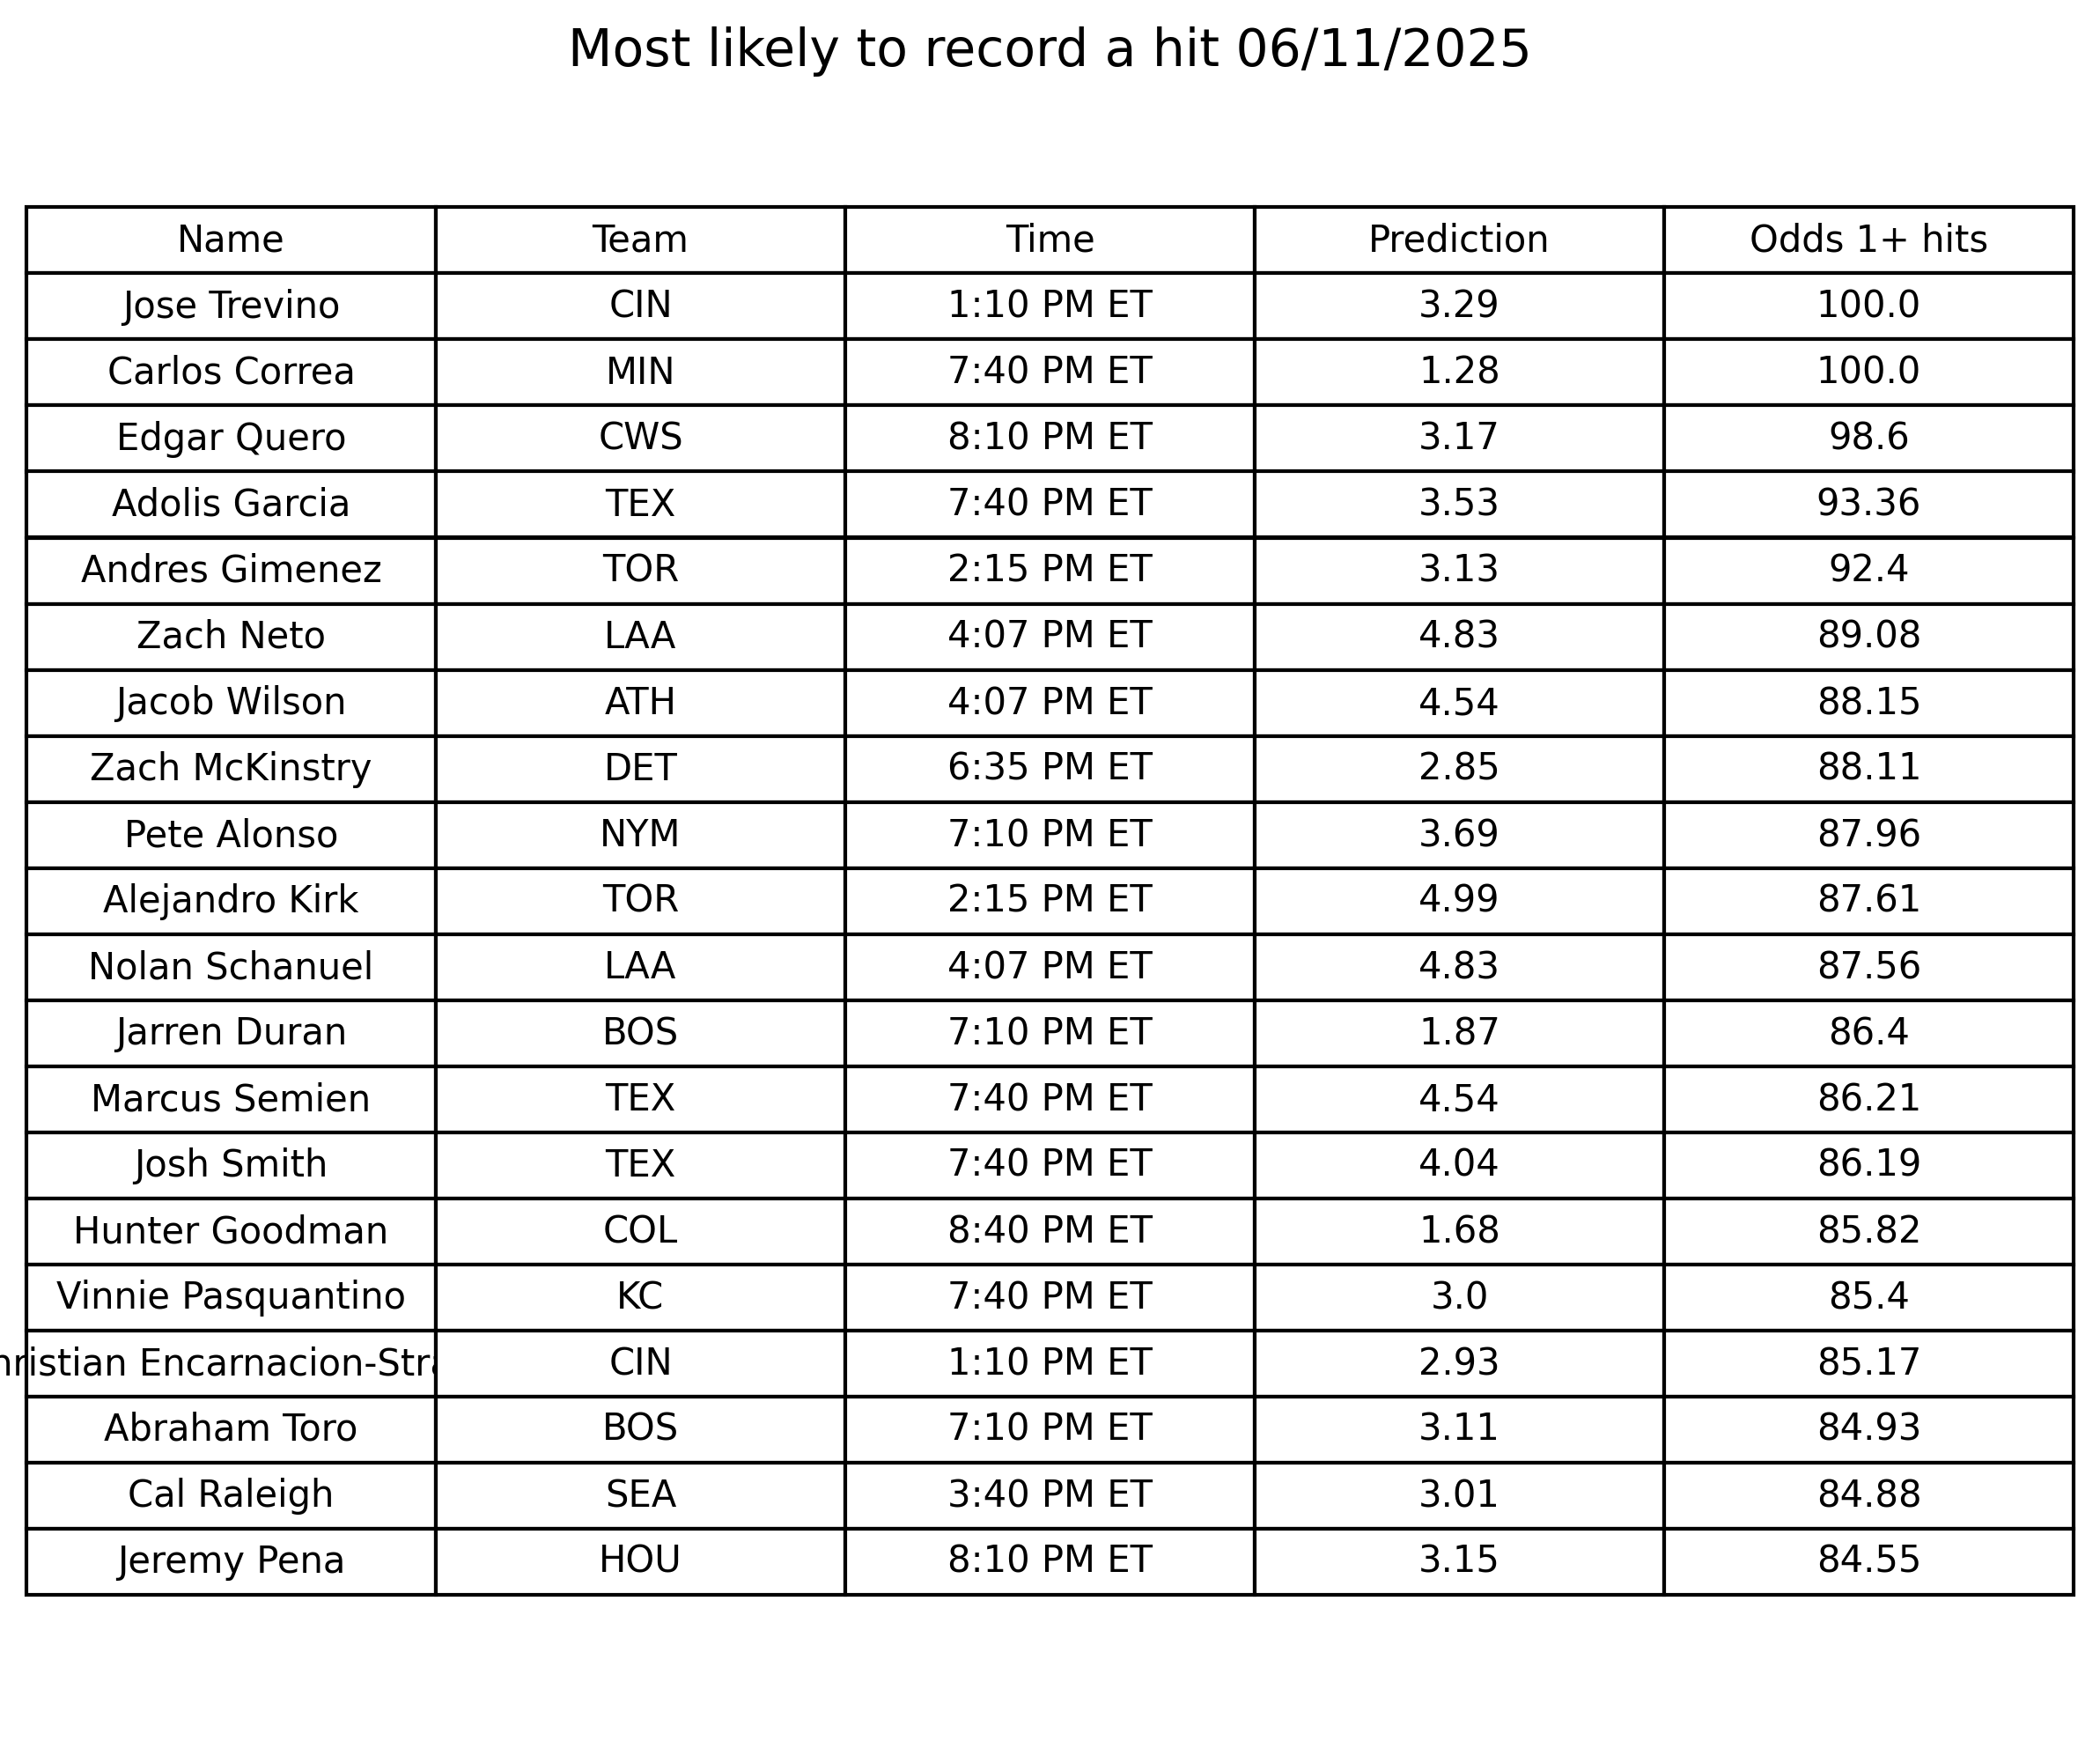 Most likely to record a hit 06/11/2025
Name Team Time Prediction Odds 1+ hits
Jose Trevino CIN 1:10 PM ET 3.29 100.0
Carlos Correa MIN 7:40 PM ET 1.28 100.0
Edgar Quero CWS 8:10 PM ET 3.17 98.6
Adolis Garcia TEX 7:40 PM ET 3.53 93.36
Andres Gimenez TOR 2:15 PM ET 3.13 92.4
Zach Neto LAA 4:07 PM ET 4.83 89.08
Jacob Wilson ATH 4:07 PM ET 4.54 88.15
Zach McKinstry DET 6:35 PM ET 2.85 88.11
Pete Alonso NYM 7:10 PM ET 3.69 87.96
Alejandro Kirk TOR 2:15 PM ET 4.99 87.61
Nolan Schanuel LAA 4:07 PM ET 4.83 87.56
Jarren Duran BOS 7:10 PM ET 1.87 86.4
Marcus Semien TEX 7:40 PM ET 4.54 86.21
Josh Smith TEX 7:40 PM ET 4.04 86.19
Hunter Goodman COL 8:40 PM ET 1.68 85.82
Vinnie Pasquantino KC 7:40 PM ET 3.0 85.4
hristian Encarnacion-Stra CIN 1:10 PM ET 2.93 85.17
Abraham Toro BOS 7:10 PM ET 3.11 84.93
Cal Raleigh SEA 3:40 PM ET 3.01 84.88
Jeremy Pena HOU 8:10 PM ET 3.15 84.55